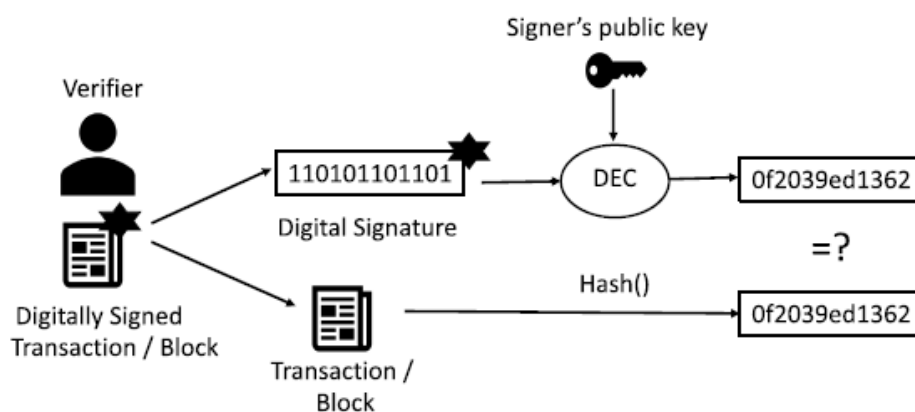 Signer's public key
Verifier
110101101101
DEC
0f2039ed1362
Digital Signature
=?
Hash()
Digitally Signed
Transaction / Block
0f2039ed1362
Transaction /
Block